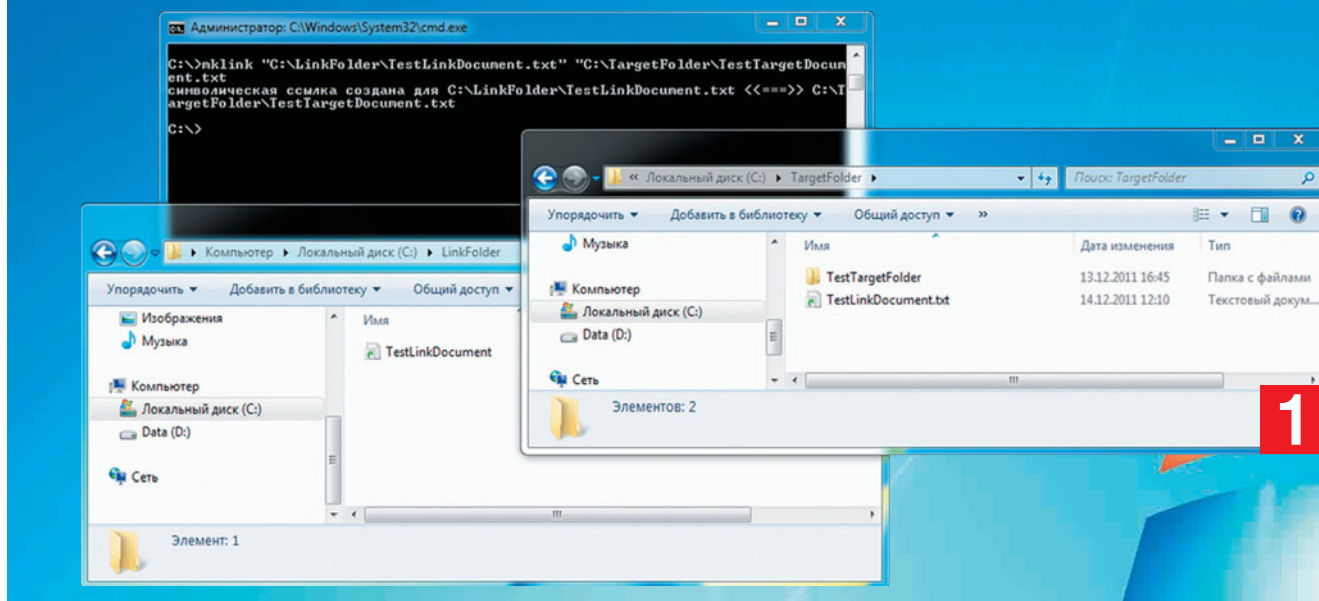 Администратор: C:\Windows\System32\cmd.exe
C:\>mklink "C:\LinkFolder\TestLinkDocument.txt" "C:\TargetFolder\TestTargetDocum
ent.txt
символическая ссылка создана для C:\LinkFolder\TestLinkDocument.txt <<===>> C:\T
argetFolder\TestTargetDocument.txt
C:\>
« Локальный диск (C:) TargetFolder
Поиск: TargetFolder
Упорядочить Добавить в библиотеку Общий доступ »
Музыка
Компьютер
Локальный диск (C:)
Data (D:)
Сеть
Имя Дата изменения Тип
TestTargetFolder 13.12.2011 16:45 Папка с файлами
TestLinkDocument.txt 14.12.2011 12:10 Текстовый докум...
Элементов: 2
Компьютер Локальный диск (C:) LinkFolder
Упорядочить Добавить в библиотеку Общий доступ
Изображения
Музыка
Компьютер
Локальный диск (C:)
Data (D:)
Сеть
Имя
TestLinkDocument
Элемент: 1
1